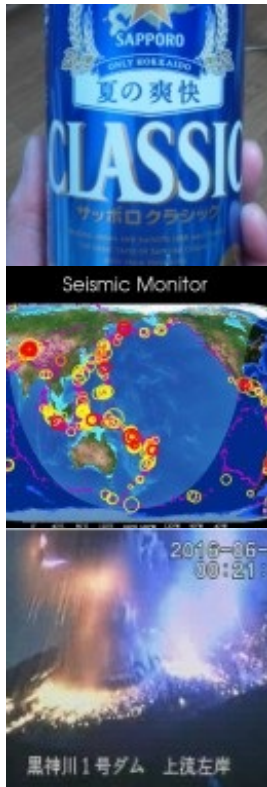 SAPPORO
ONLY HOKKAIDO
夏の爽快
CLASSIC
サッポロクラシック
Seismic Monitor
2016-06-
00:21:
黒神川1号ダム 上流左岸